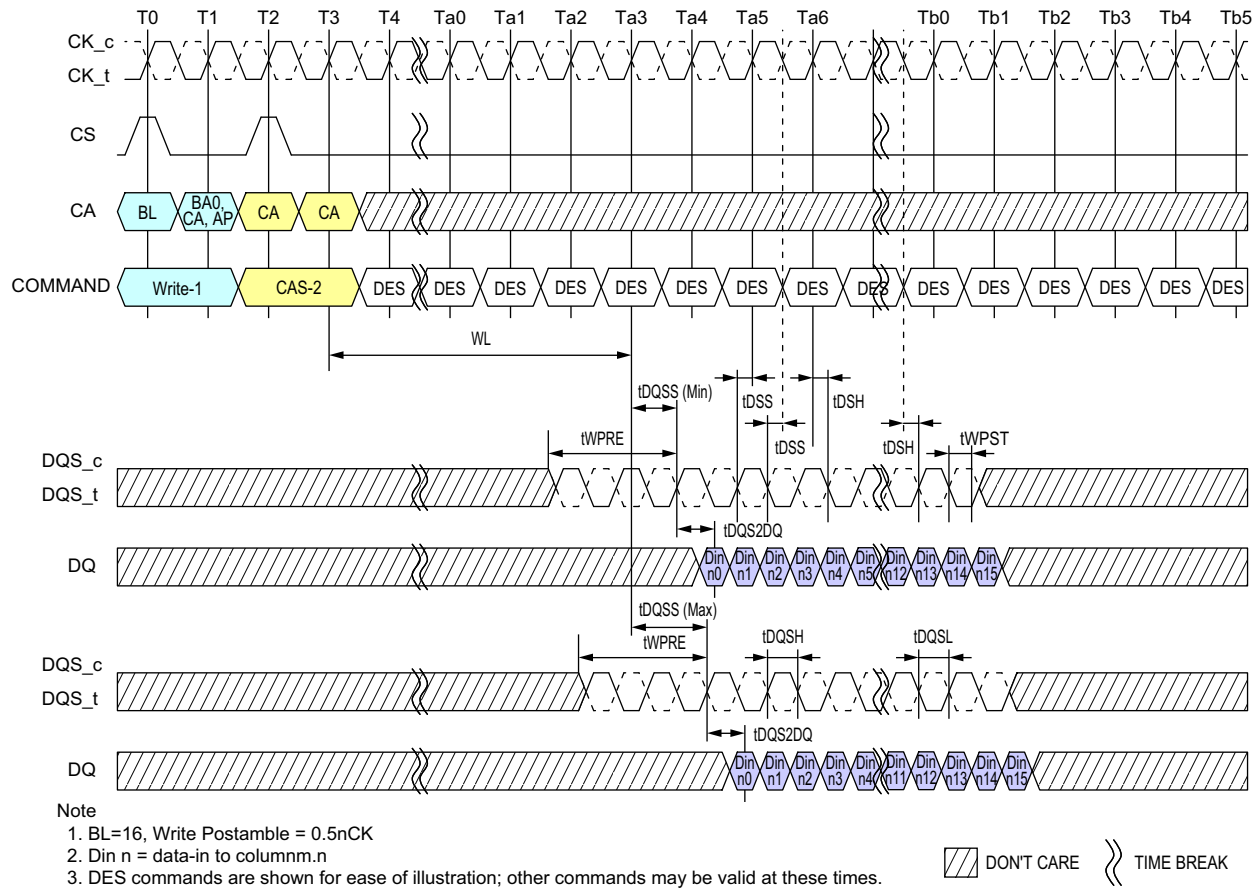 T0 T1 T2 T3 T4 Ta0 Ta1 Ta2 Ta3 Ta4 Ta5 Ta6 Tb0 Tb1 Tb2 Tb3 Tb4 Tb5
CK_c
CK_t
CS
CA BL BA0, CA, AP CA CA
COMMAND Write-1 CAS-2 DES DES DES DES DES DES DES DES DES DES DES DES DES DES DES
WL
tDQSS (Min) tDSS tDSH
tWPRE tDSS tDSH tWPST
DQS_c
DQS_t
tDQS2DQ
DQ Din n0 Din n1 Din n2 Din n3 Din n4 Din n5 Din n12 Din n13 Din n14 Din n15
tDQSS (Max)
tWPRE tDQSH tDQSL
DQS_c
DQS_t
tDQS2DQ
DQ Din n0 Din n1 Din n2 Din n3 Din n4 Din n11 Din n12 Din n13 Din n14 Din n15
Note
1. BL=16, Write Postamble = 0.5nCK
2. Din n = data-in to columnm.n
3. DES commands are shown for ease of illustration; other commands may be valid at these times.
DON'T CARE TIME BREAK